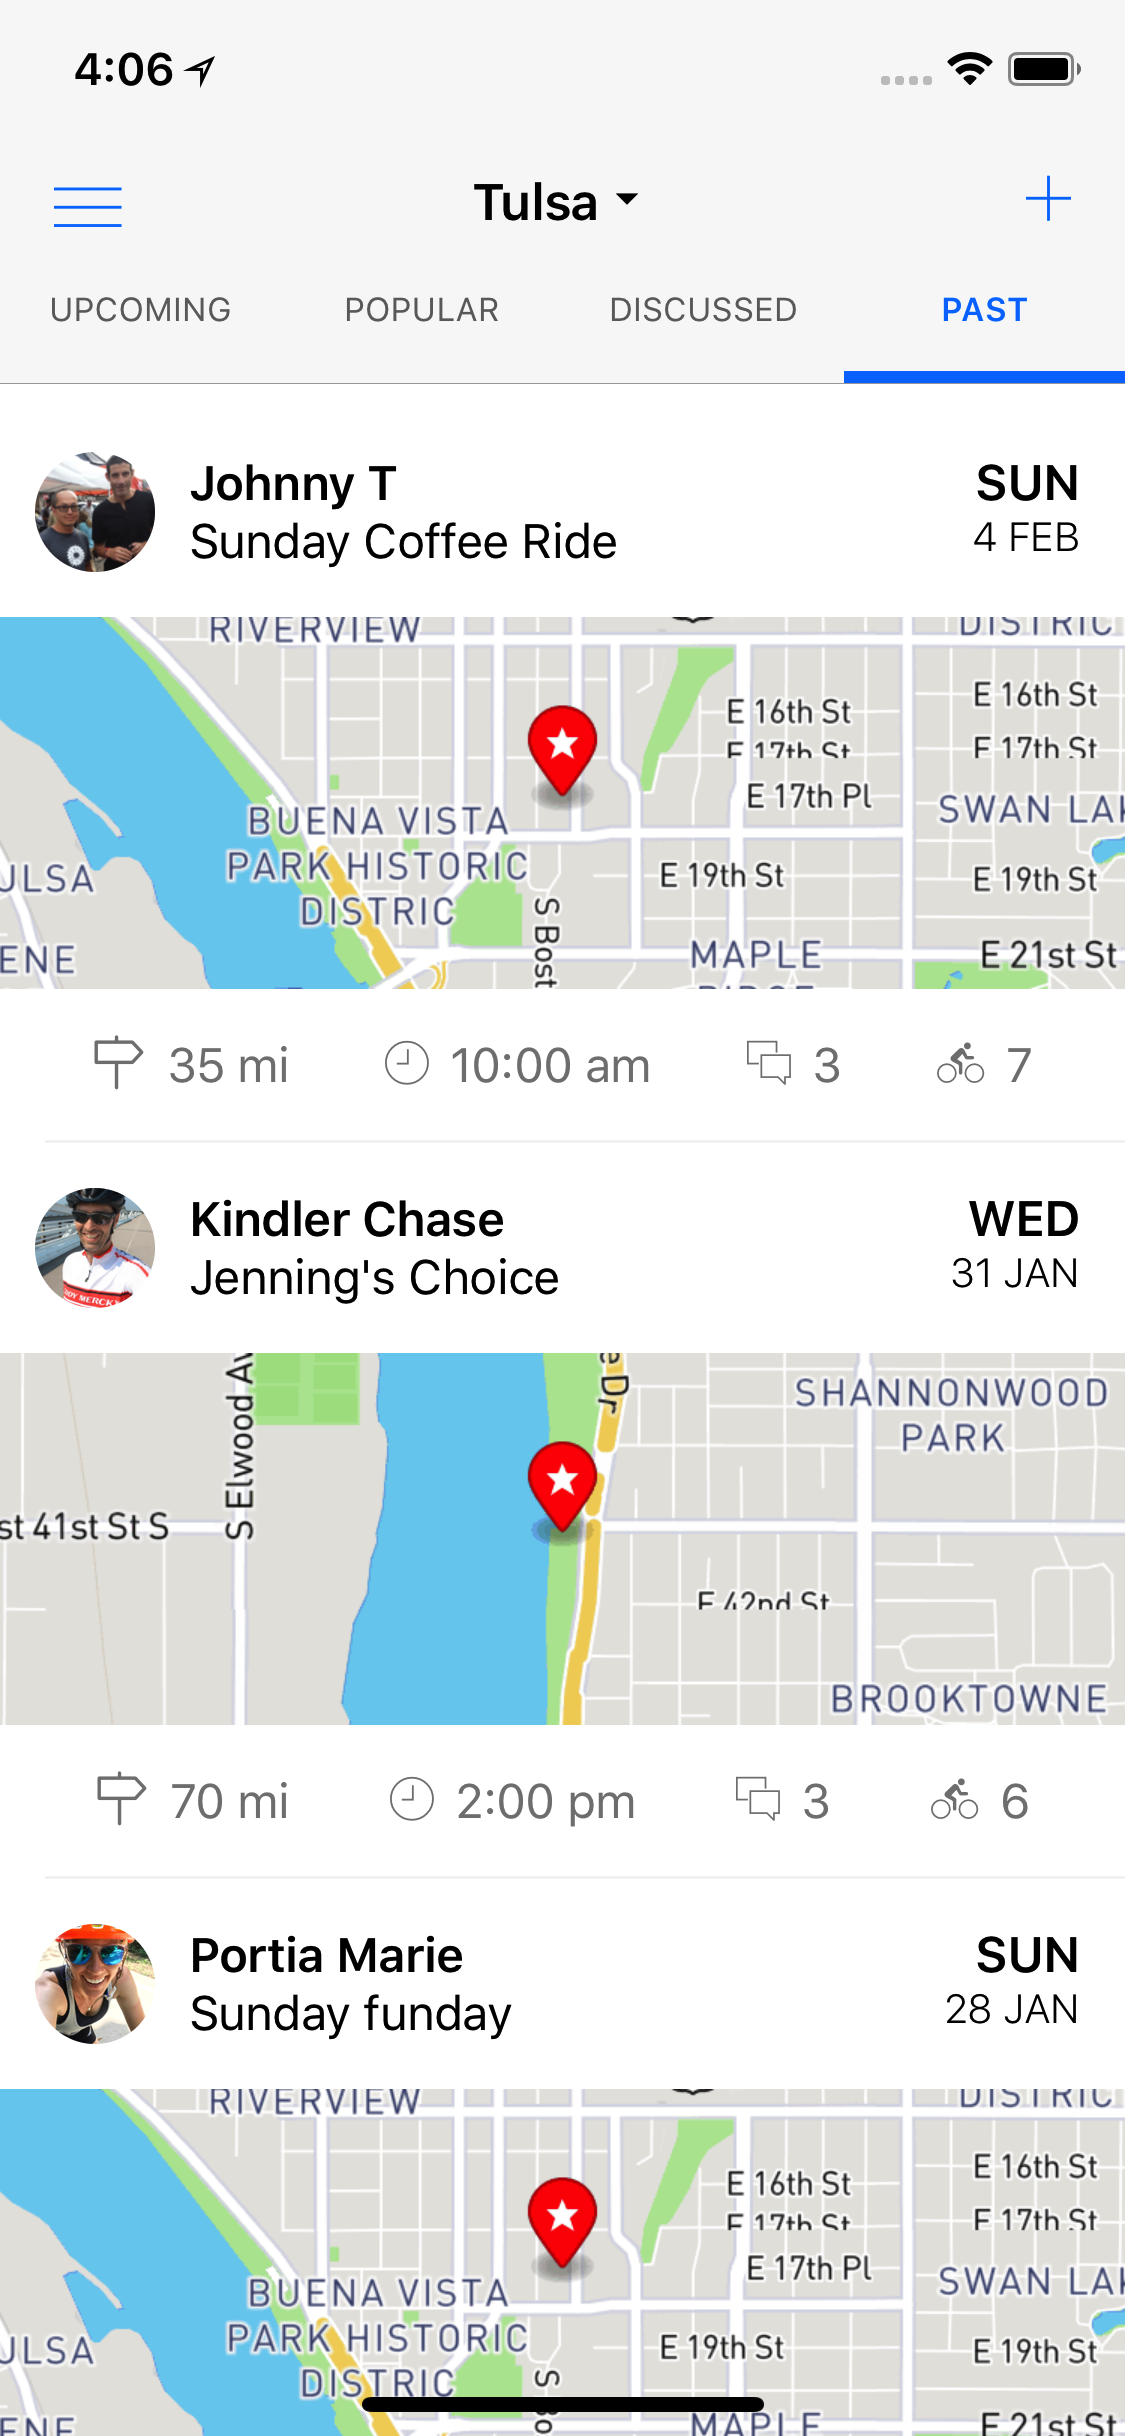 4:06
Tulsa
UPCOMING POPULAR DISCUSSED PAST
Johnny T
Sunday Coffee Ride
SUN
4 FEB
RIVERVIEW
DISTRIC
E 16th St
E 16th St
E 17th St
E 17th St
E 17th Pl
SWAN LAK
BUENA VISTA
PARK HISTORIC
DISTRIC
ULSA
E 19th St
E 19th St
S Bost
ENE
MAPLE
RIDGE
E 21st St
35 mi
10:00 am
3
7
Kindler Chase
Jenning's Choice
WED
31 JAN
S Elwood Av
e Dr
SHANNONWOOD
PARK
st 41st St S
E 42nd St
BROOKTOWNE
70 mi
2:00 pm
3
6
Portia Marie
Sunday funday
SUN
28 JAN
RIVERVIEW
DISTRIC
E 16th St
E 16th St
E 17th St
E 17th St
E 17th Pl
SWAN LAK
BUENA VISTA
PARK HISTORIC
DISTRIC
ULSA
E 19th St
E 19th St
S Bo
ENE
MAPLE
E 21st St